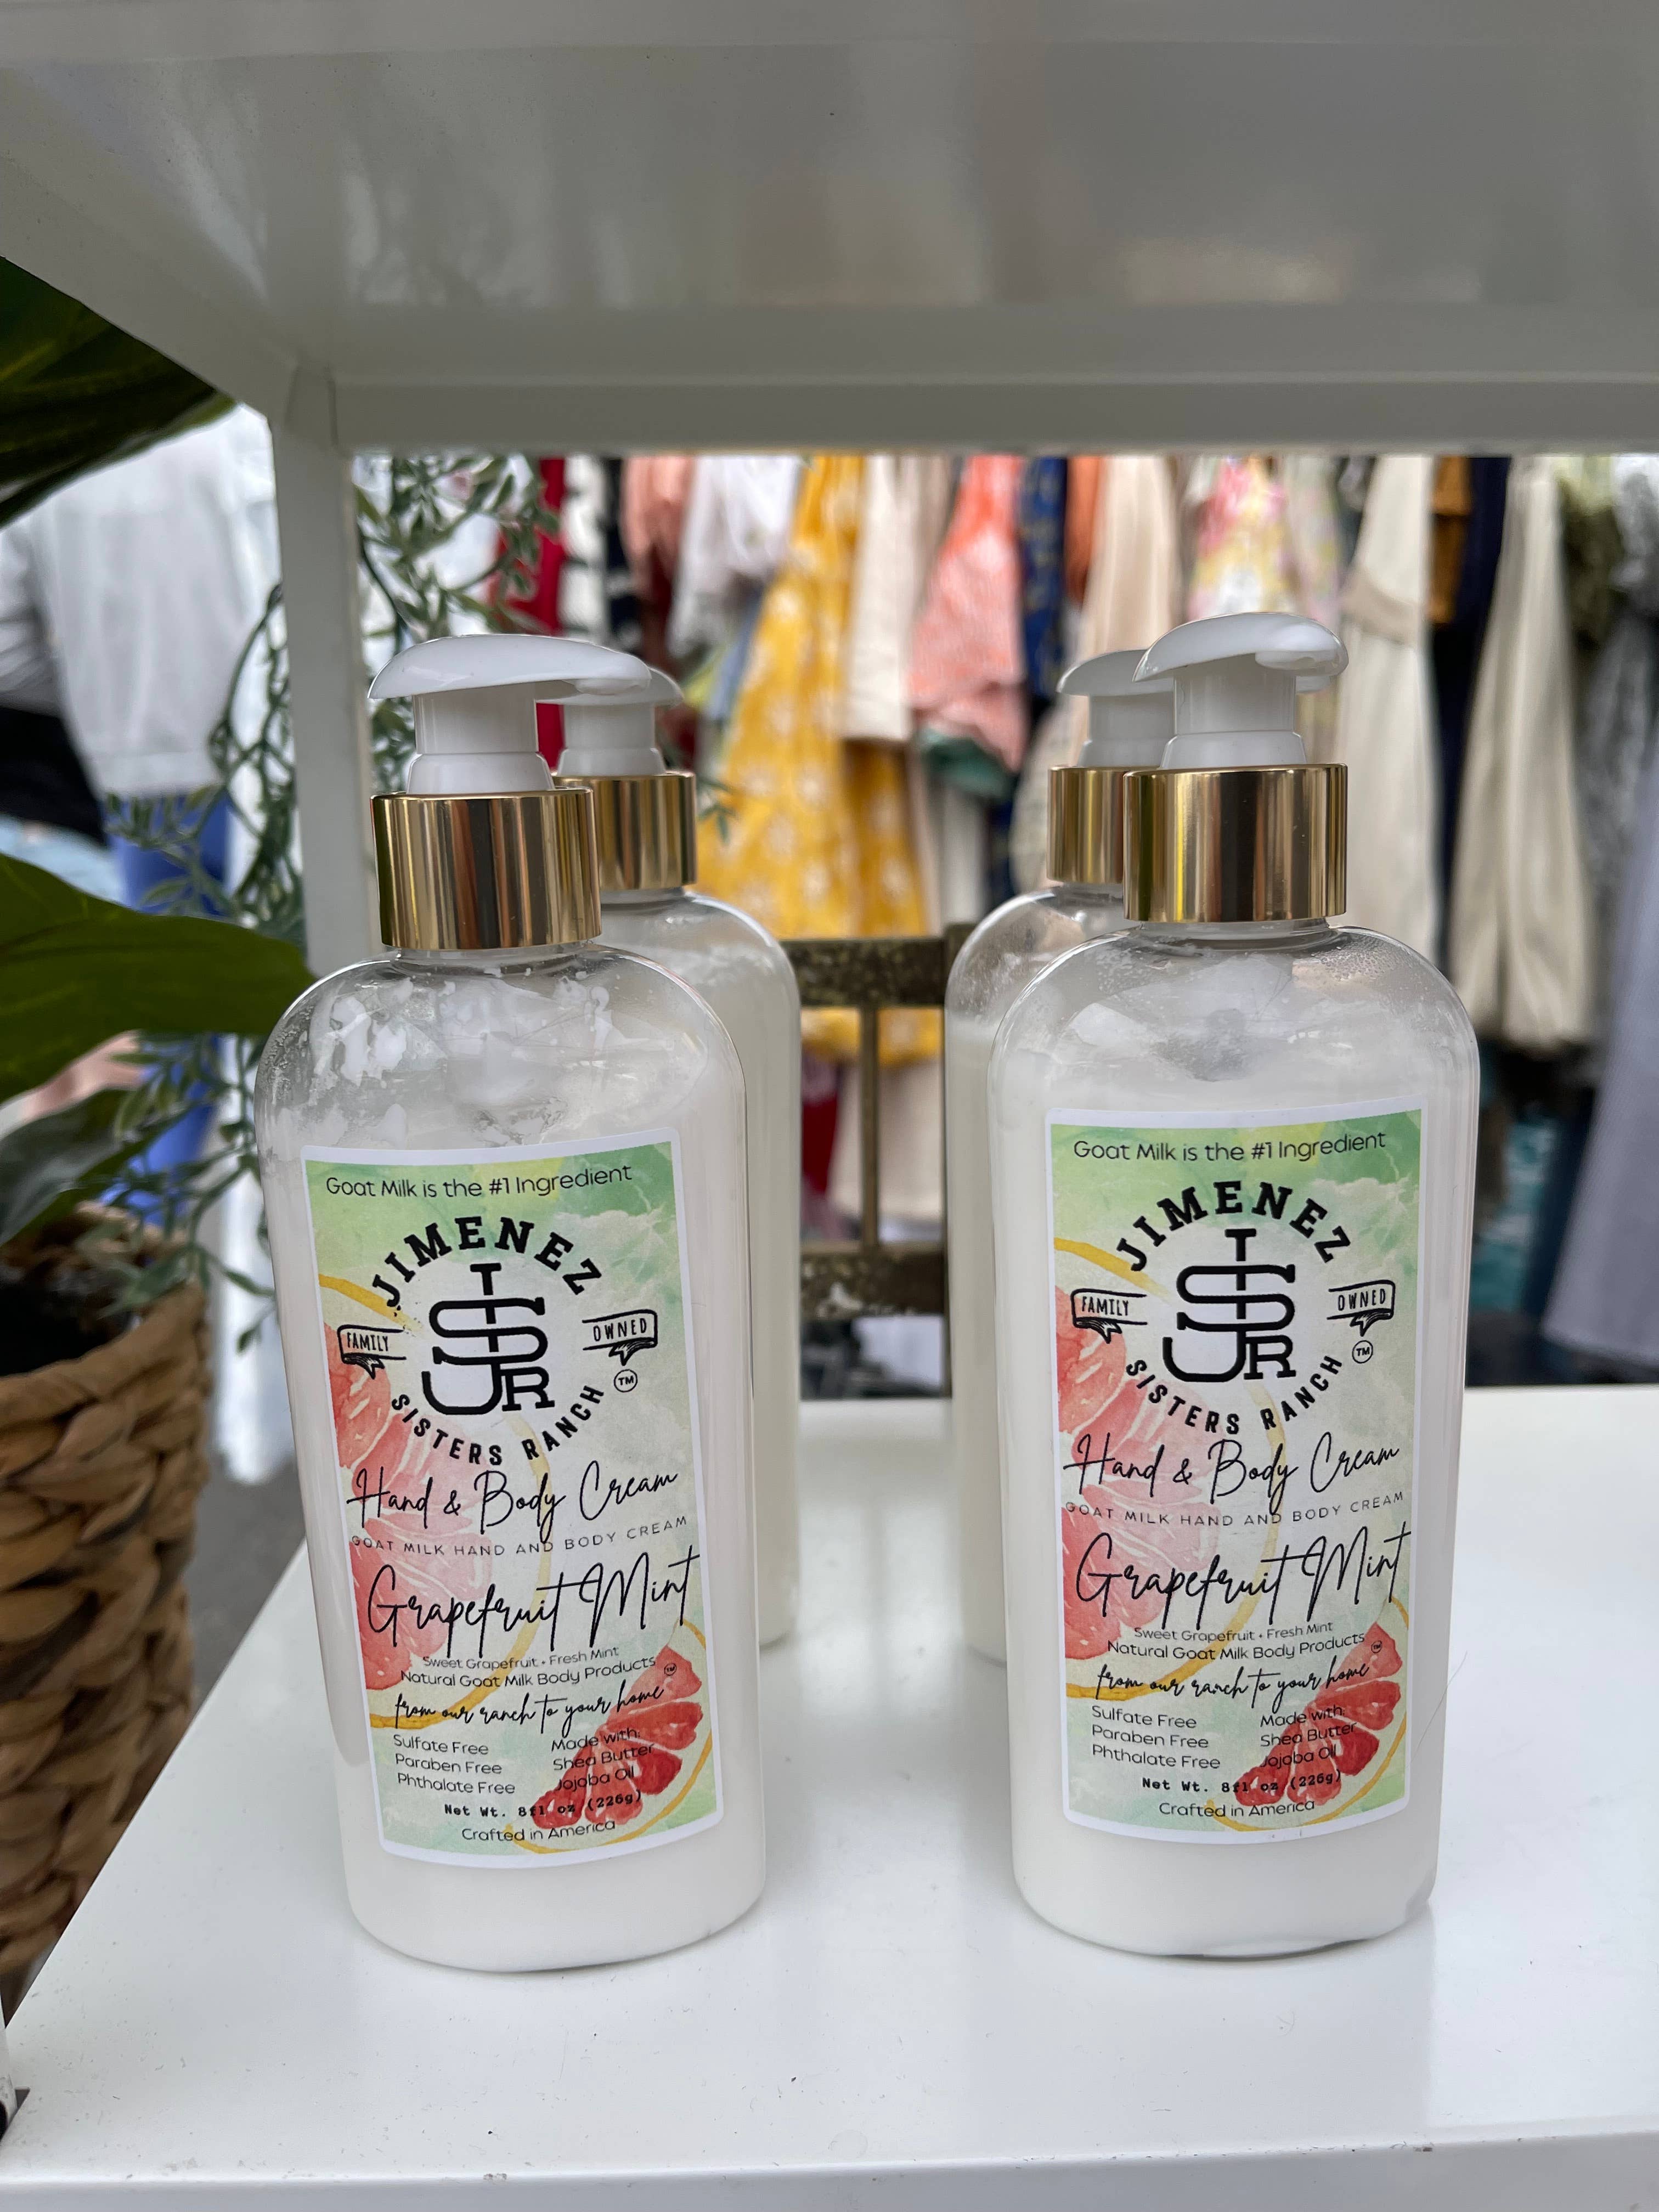 Goat Milk is the #1 Ingredient
JIMENEZ
FAMILY
OWNED
JSR
TM
SISTERS RANCH
Hand & Body Cream
GOAT MILK HAND AND BODY CREAM
Grapefruit Mint
Sweet Grapefruit • Fresh Mint
Natural Goat Milk Body Products™
from our ranch to your home
Sulfate Free
Paraben Free
Phthalate Free
Made with:
Shea Butter
Jojoba Oil
Net Wt. 8fl oz (226g)
Crafted in America
Goat Milk is the #1 Ingredient
JIMENEZ
FAMILY
OWNED
JSR
TM
SISTERS RANCH
Hand & Body Cream
GOAT MILK HAND AND BODY CREAM
Grapefruit Mint
Sweet Grapefruit • Fresh Mint
Natural Goat Milk Body Products™
from our ranch to your home
Sulfate Free
Paraben Free
Phthalate Free
Made with:
Shea Butter
Jojoba Oil
Net Wt. 8fl oz (226g)
Crafted in America